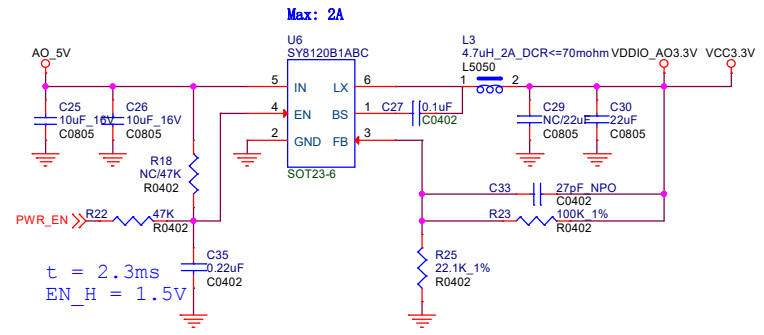 Max: 2A
U6
SY8120B1ABC
L3
4.7uH_2A_DCR<=70mohm
L5050
AO_5V
VDDIO_AO3.3V
VCC3.3V
5
IN
LX
6
1
2
C25
10uF_16V
C0805
C26
10uF_16V
C0805
4
EN
BS
1
C27
0.1uF
C0402
C29
NC/22uF
C0805
C30
22uF
C0805
2
GND
FB
3
SOT23-6
R18
NC/47K
R0402
C33
27pF_NPO
C0402
PWR_EN
R22
47K
R0402
R23
100K_1%
R0402
C35
0.22uF
C0402
R25
22.1K_1%
R0402
t = 2.3ms
EN_H = 1.5V